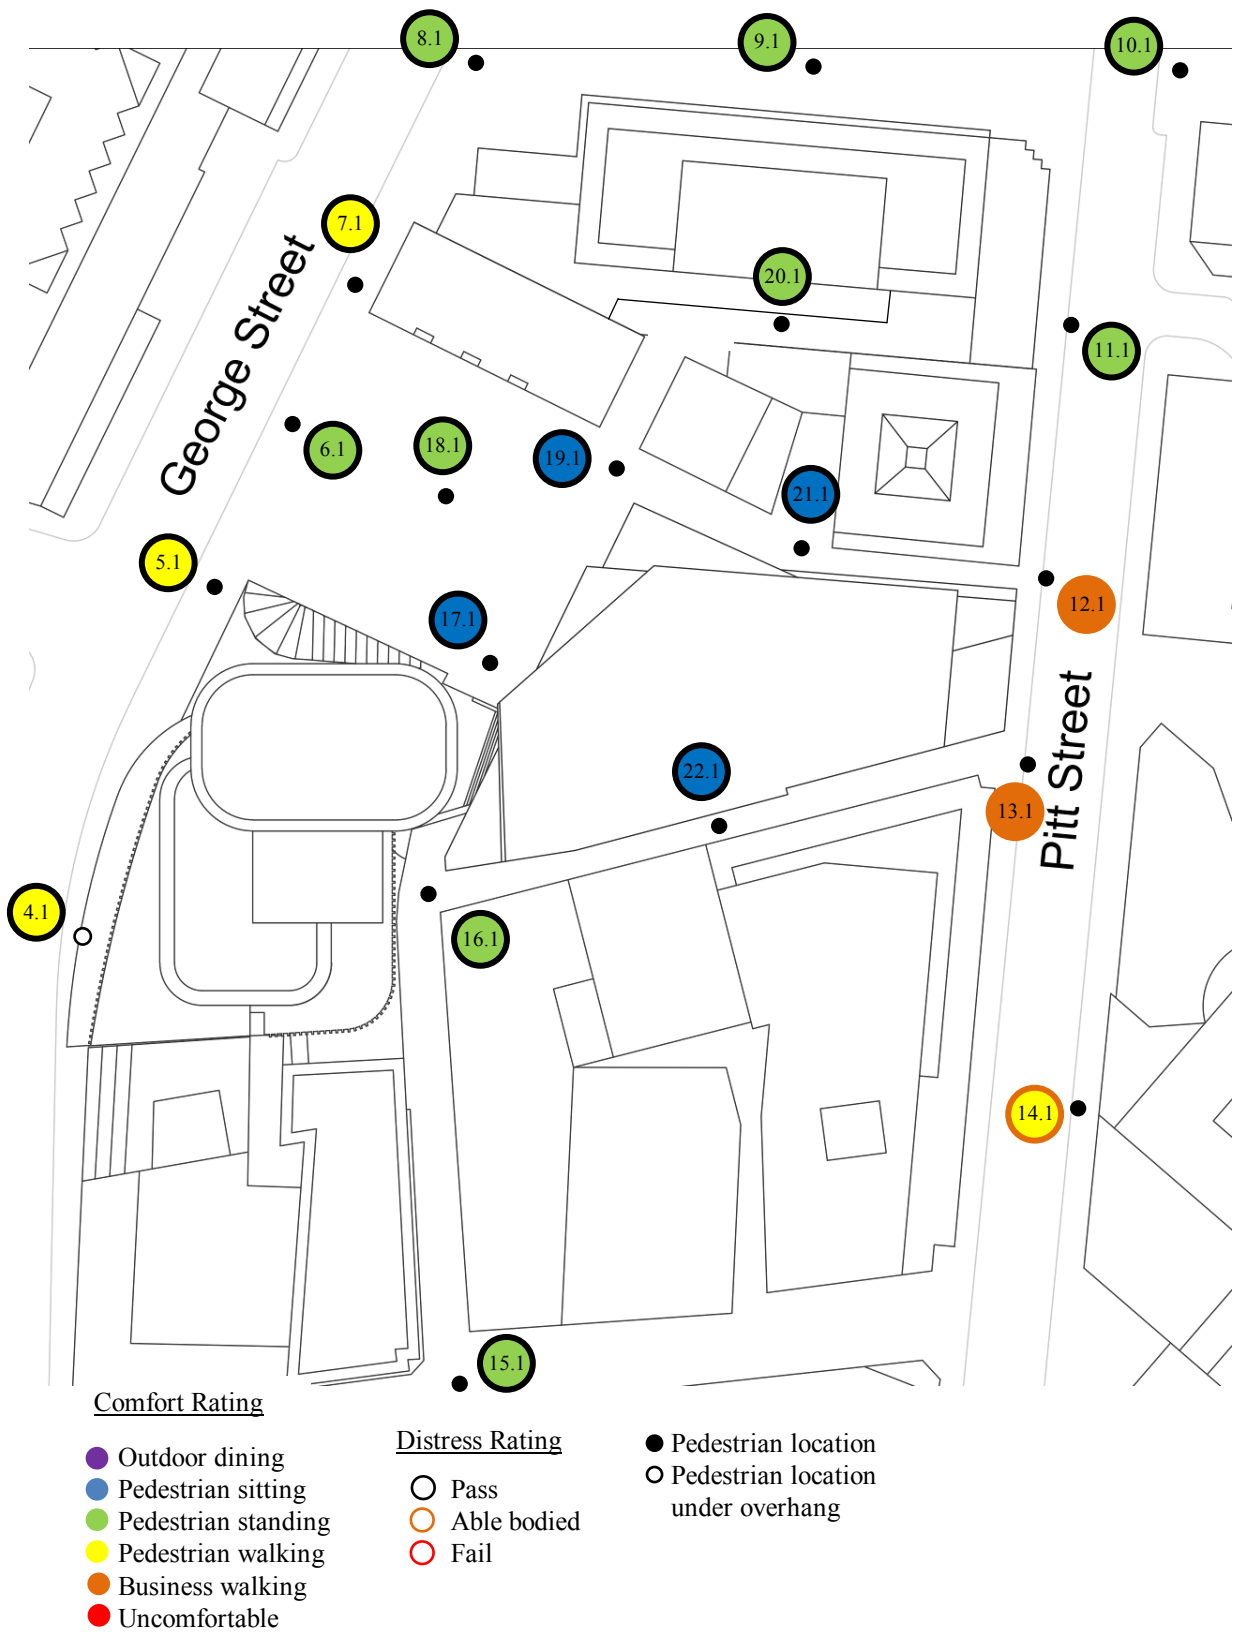 8.1
9.1
10.1
7.1
George Street
20.1
11.1
6.1
18.1
19.1
21.1
5.1
12.1
17.1
Pitt Street
22.1
13.1
4.1
16.1
14.1
15.1
Comfort Rating
Outdoor dining
Pedestrian sitting
Pedestrian standing
Pedestrian walking
Business walking
Uncomfortable
Distress Rating
Pass
Able bodied
Fail
Pedestrian location
Pedestrian location
under overhang